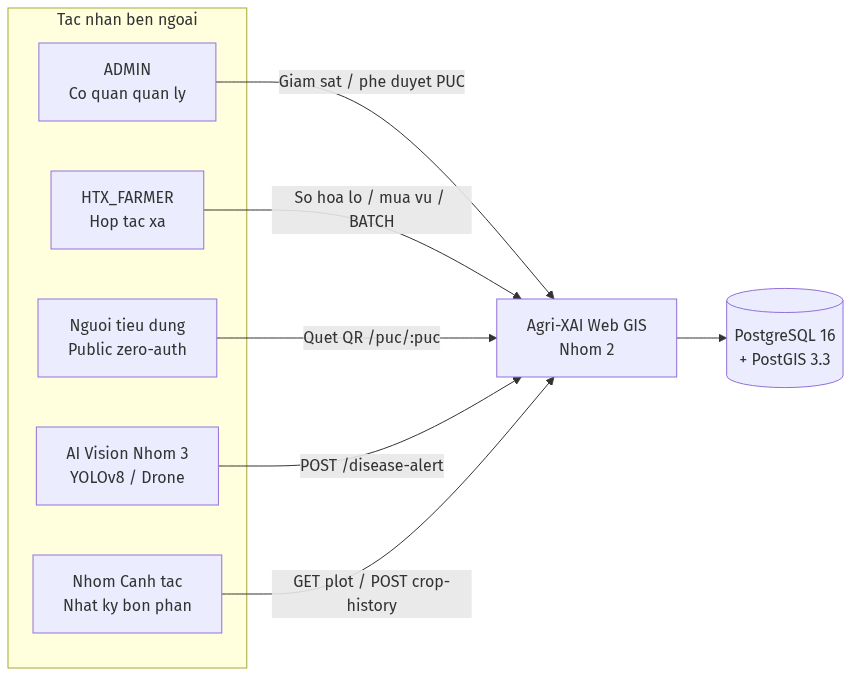 Tac nhan ben ngoai
ADMIN
Co quan quan ly
Giam sat / phe duyet PUC
HTX_FARMER
Hop tac xa
So hoa lo / mua vu /
BATCH
Nguoi tieu dung
Public zero-auth
Quet QR /puc/:puc
Agri-XAI Web GIS
Nhom 2
PostgreSQL 16
+ PostGIS 3.3
AI Vision Nhom 3
YOLOv8 / Drone
POST /disease-alert
Nhom Canh tac
Nhat ky bon phan
GET plot / POST crop-
history